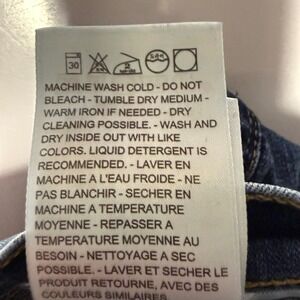 30
MACHINE WASH COLD - DO NOT
BLEACH - TUMBLE DRY MEDIUM -
WARM IRON IF NEEDED - DRY
CLEANING POSSIBLE. - WASH AND
DRY INSIDE OUT WITH LIKE
COLORS. LIQUID DETERGENT IS
RECOMMENDED. - LAVER EN
MACHINE A L'EAU FROIDE - NE
PAS BLANCHIR - SECHER EN
MACHINE A TEMPERATURE
MOYENNE - REPASSER A
TEMPERATURE MOYENNE AU
BESOIN - NETTOYAGE A SEC
POSSIBLE. - LAVER ET SECHER LE
PRODUIT RETOURNE, AVEC DES
COULEURS SIMILAIRES.